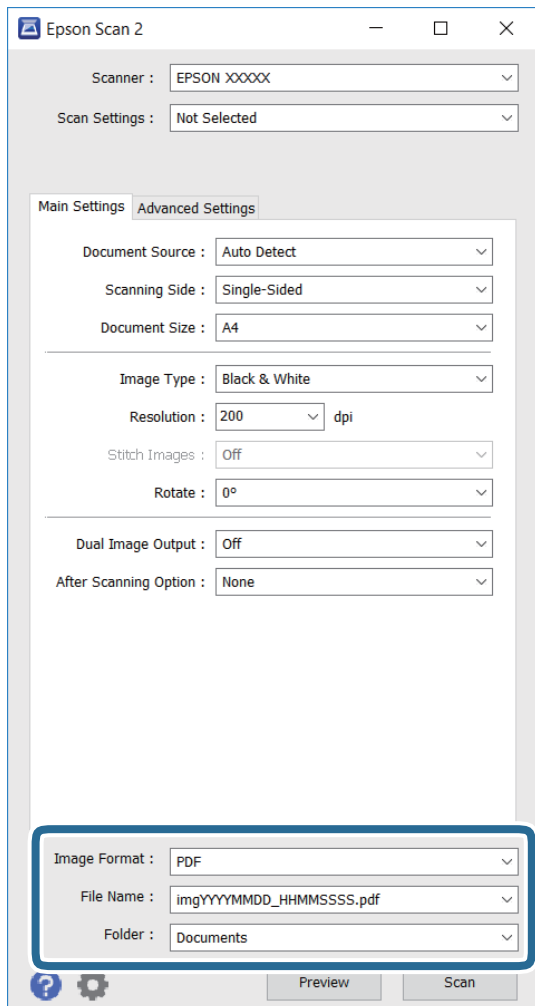 Epson Scan 2
Scanner : EPSON XXXXX
Scan Settings : Not Selected
Main Settings Advanced Settings
Document Source : Auto Detect
Scanning Side : Single-Sided
Document Size : A4
Image Type : Black & White
Resolution : 200 dpi
Stitch Images : Off
Rotate : 0°
Dual Image Output : Off
After Scanning Option : None
Image Format : PDF
File Name : imgYYYYMMDD_HHMMSSSS.pdf
Folder : Documents
? Preview Scan